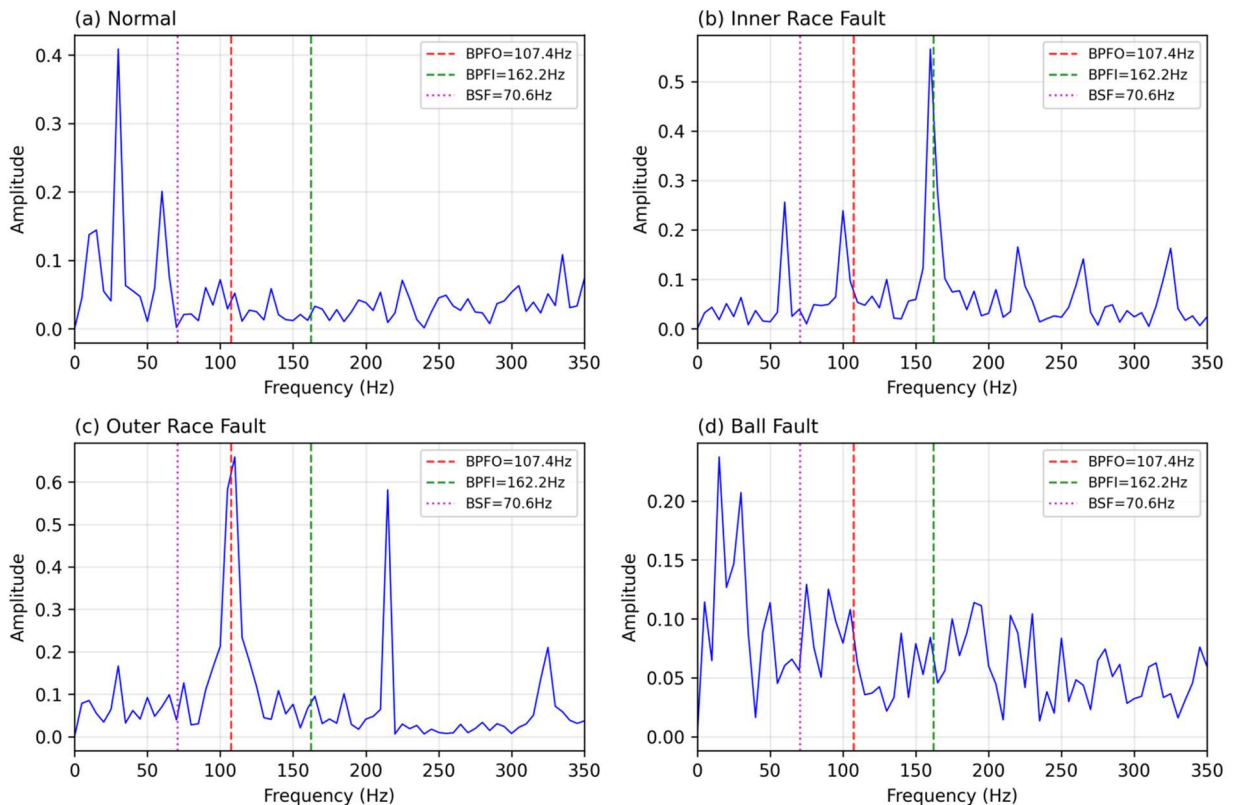 (a) Normal
0.4
0.3
0.2
0.1
0.0
Amplitude
0 50 100 150 200 250 300 350
Frequency (Hz)
BPFO=107.4Hz
BPFI=162.2Hz
BSF=70.6Hz
(b) Inner Race Fault
0.5
0.4
0.3
0.2
0.1
0.0
Amplitude
0 50 100 150 200 250 300 350
Frequency (Hz)
BPFO=107.4Hz
BPFI=162.2Hz
BSF=70.6Hz
(c) Outer Race Fault
0.6
0.5
0.4
0.3
0.2
0.1
0.0
Amplitude
0 50 100 150 200 250 300 350
Frequency (Hz)
BPFO=107.4Hz
BPFI=162.2Hz
BSF=70.6Hz
(d) Ball Fault
0.20
0.15
0.10
0.05
0.00
Amplitude
0 50 100 150 200 250 300 350
Frequency (Hz)
BPFO=107.4Hz
BPFI=162.2Hz
BSF=70.6Hz